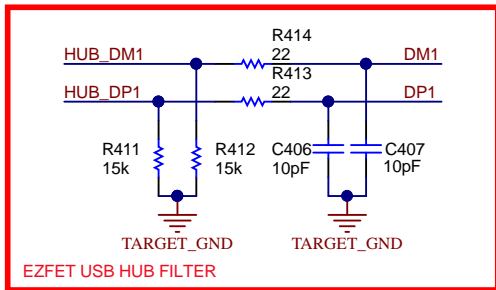 R414
HUB_DM1 22 DM1
R413
HUB_DP1 22 DP1
R411 R412 C406 C407
15k 15k 10pF 10pF
TARGET_GND TARGET_GND
EZFET USB HUB FILTER